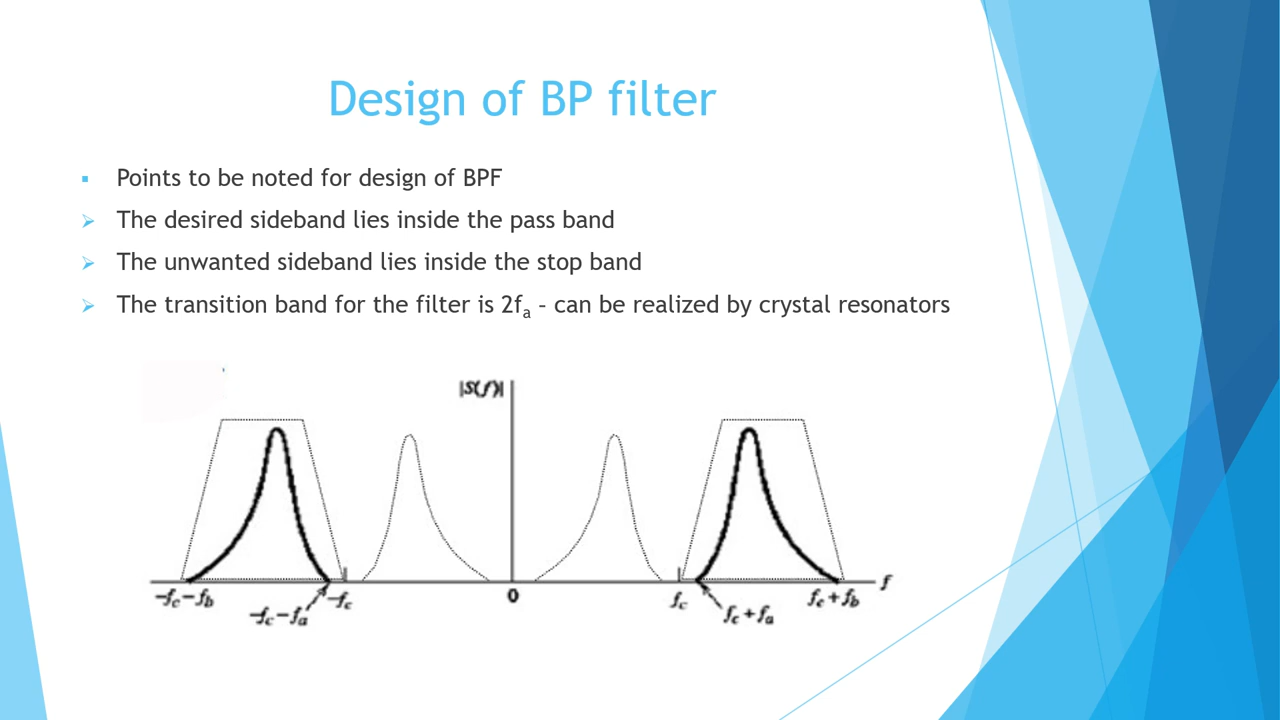 Design of BP filter
▪ Points to be noted for design of BPF
➢ The desired sideband lies inside the pass band
➢ The unwanted sideband lies inside the stop band
➢ The transition band for the filter is 2fₐ – can be realized by crystal resonators
|S(f)|
f
−fc−fb
−fc−fa
−fc
0
fc
fc+fa
fc+fb